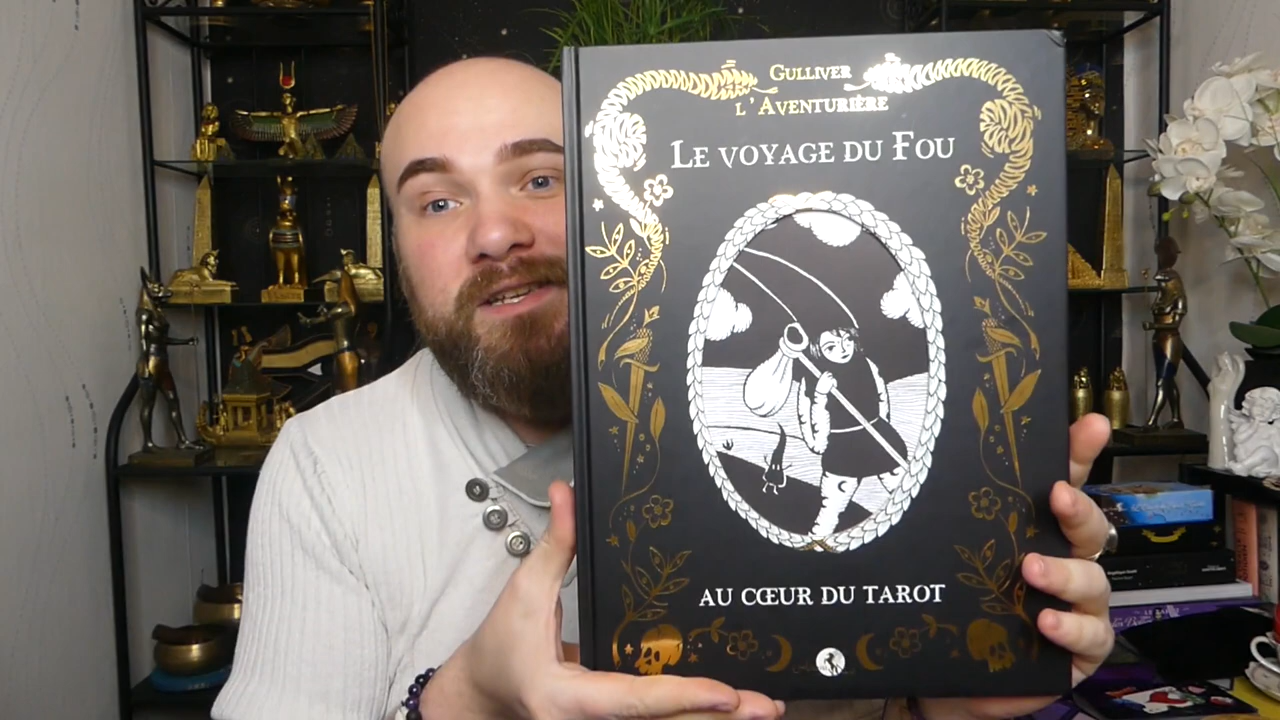 GULLIVER
L'AVENTURIÈRE
LE VOYAGE DU FOU
AU CŒUR DU TAROT